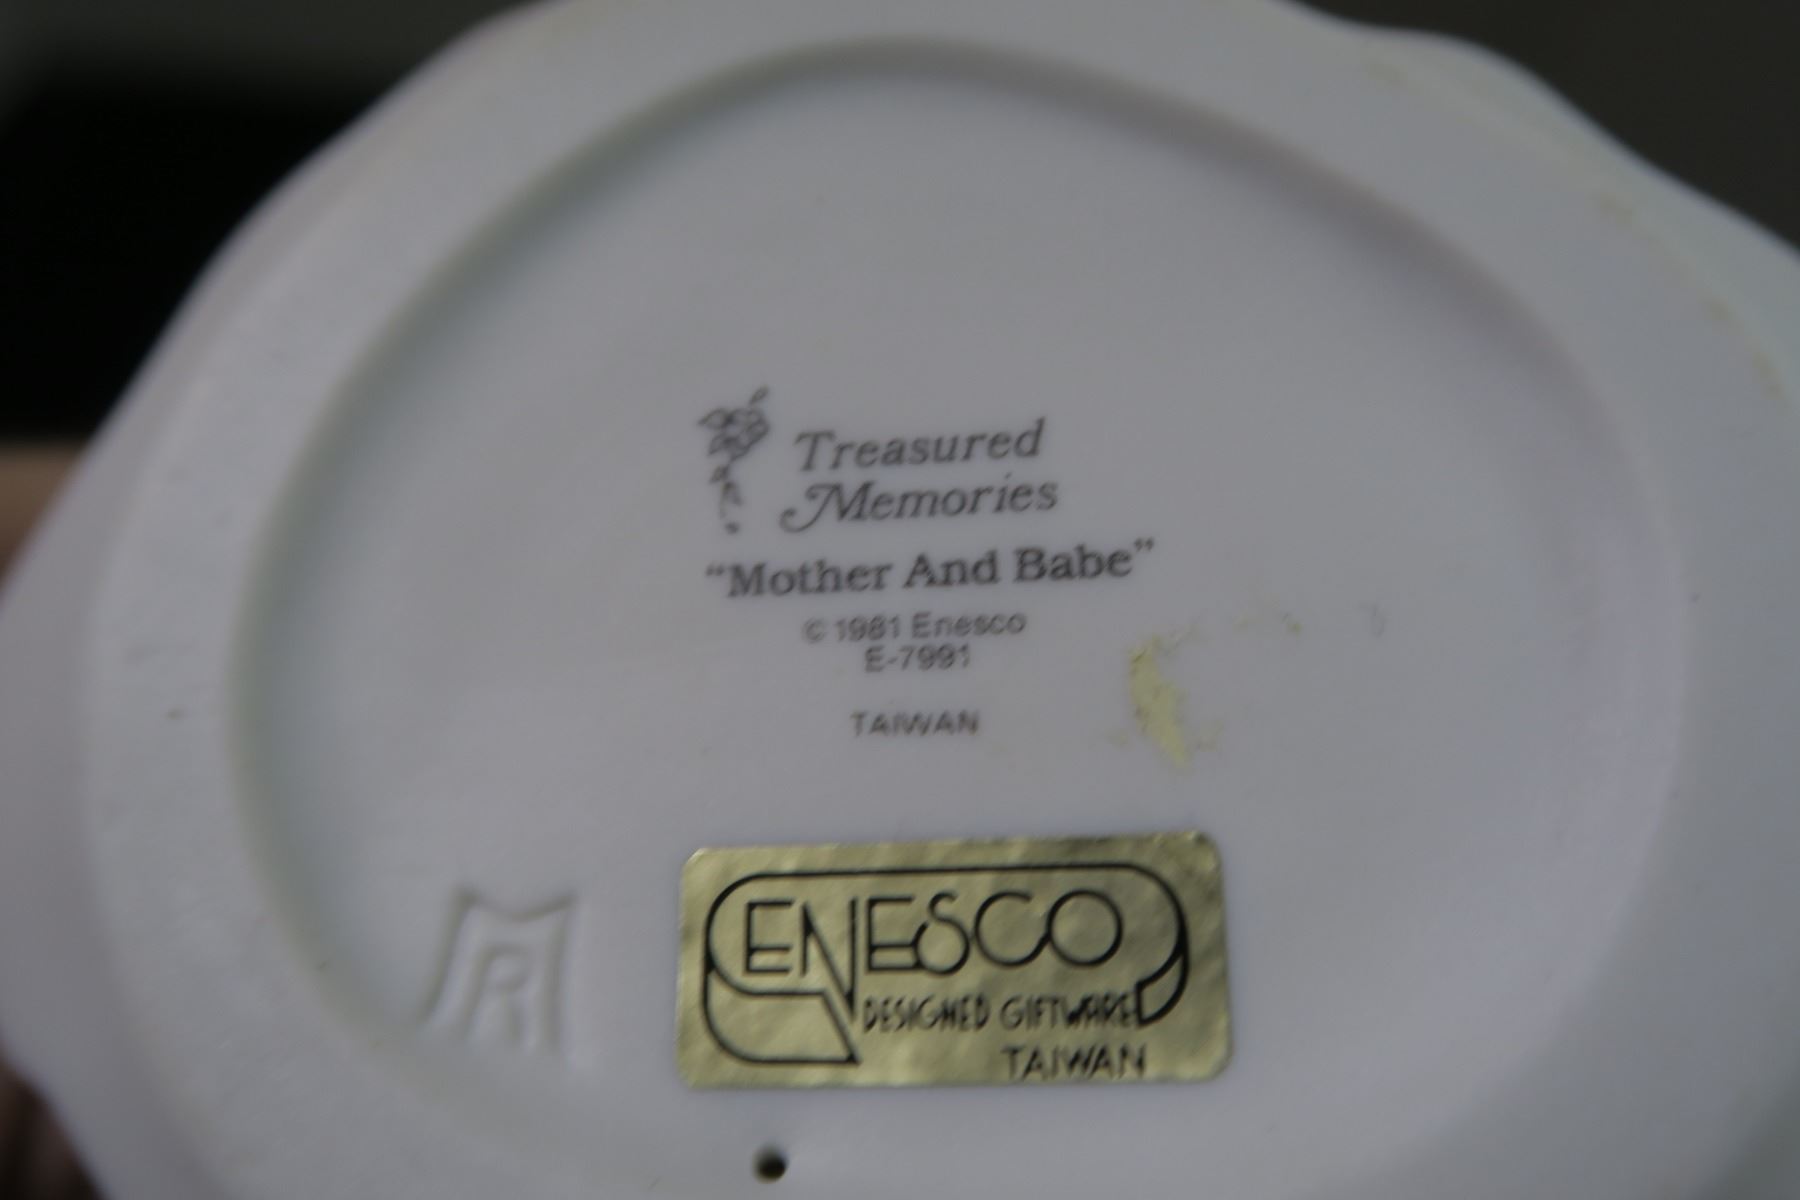 Treasured
Memories
"Mother And Babe"
© 1981 Enesco
E-7991
TAIWAN
ENESCO
DESIGNED GIFTWARE
TAIWAN